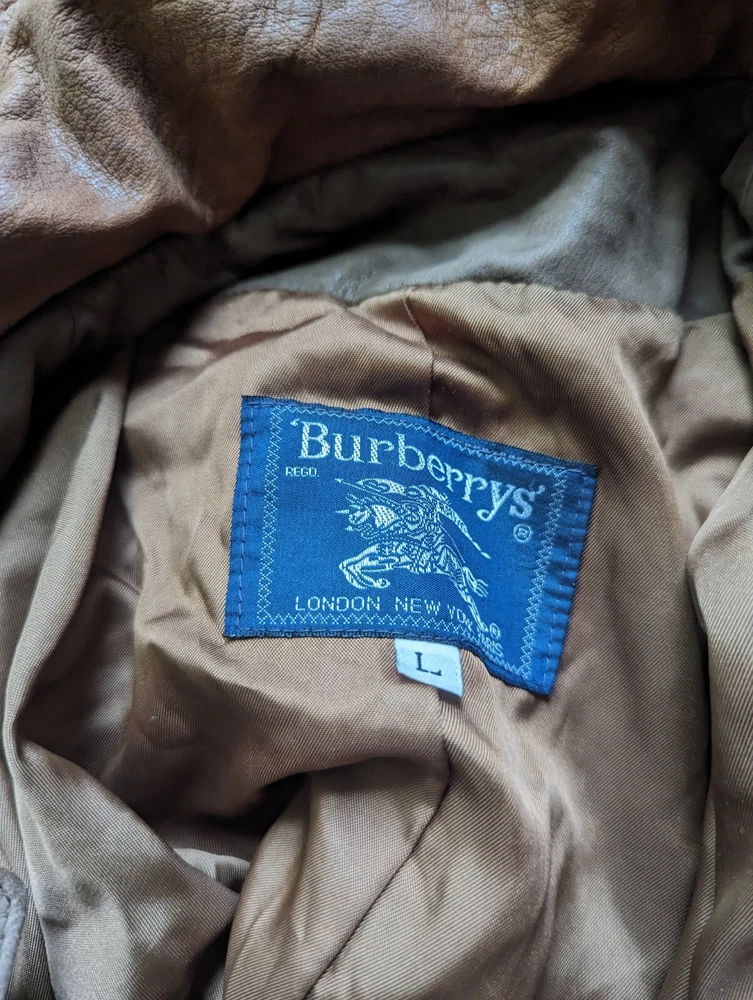 Burberrys'
REGD.
®
LONDON NEW YORK PARIS
®
L